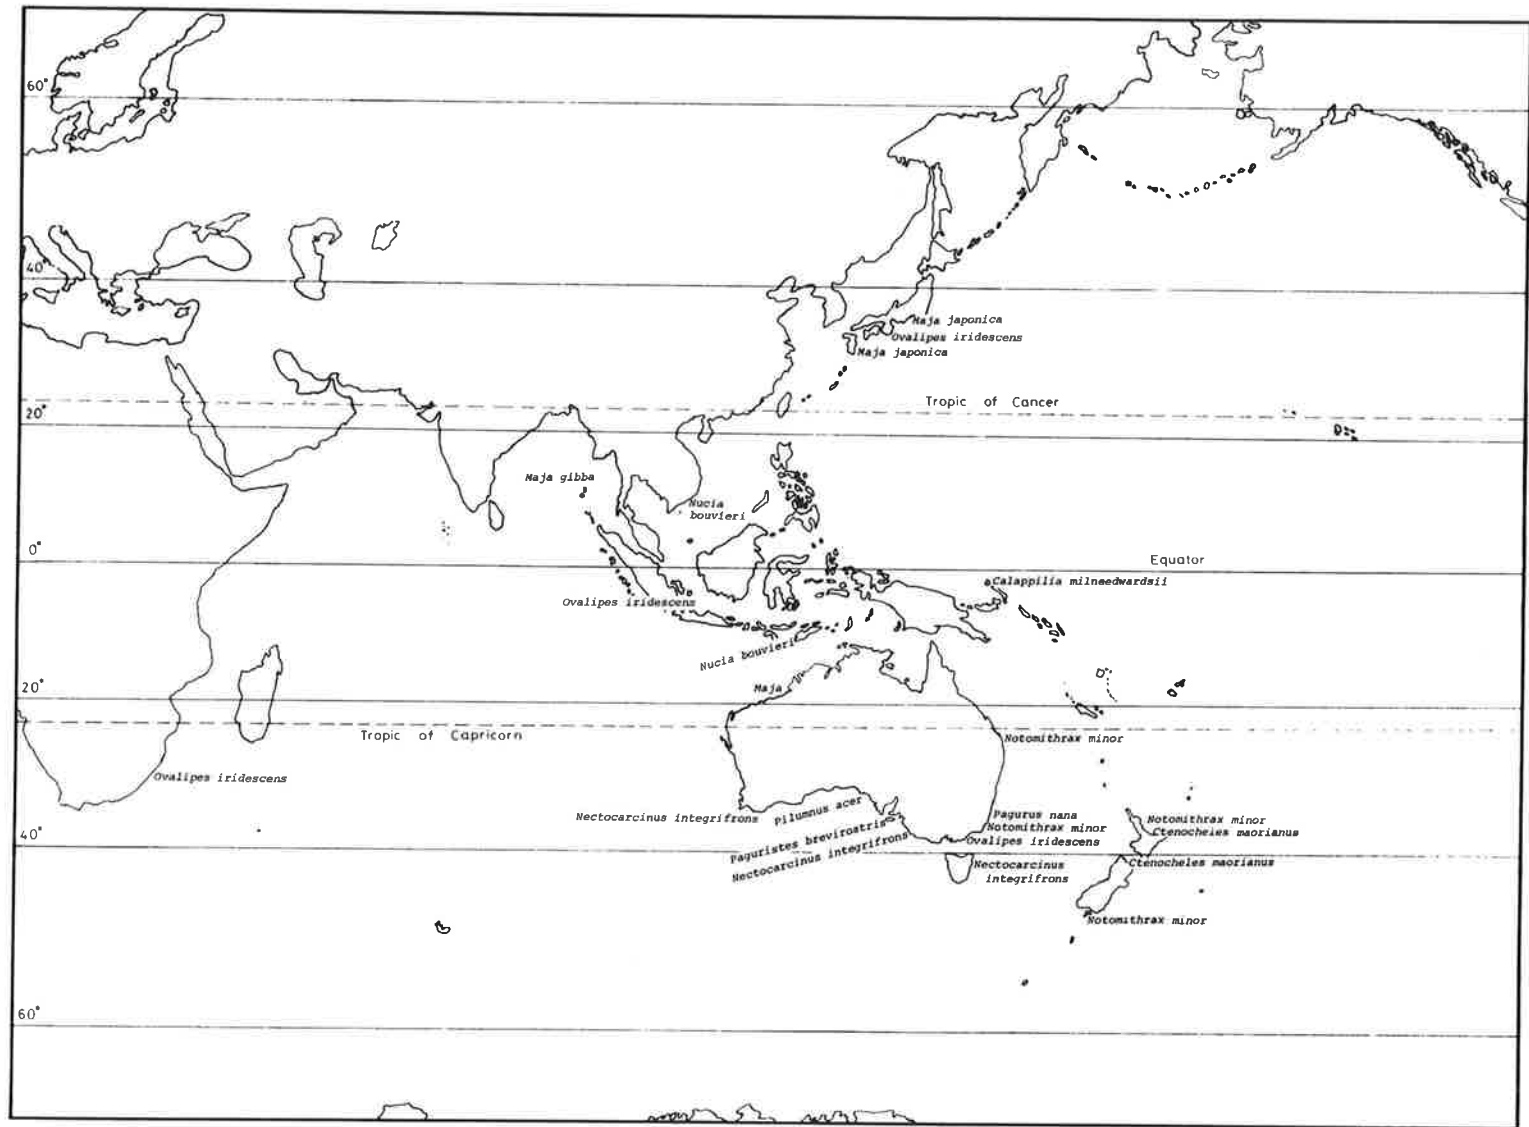 60°
40°
Maja japonica
Ovalipes iridescens
Maja japonica
20°
Tropic of Cancer
Maja gibba
Nucia
bouvieri
0°
Equator
Calappilia milneedwardsii
Ovalipes iridescens
Nucia bouvieri
20°
Maja
Tropic of Capricorn
Notomithrax minor
Ovalipes iridescens
Nectocarcinus integrifrons
Pilumnus acer
Pagurus nana
Notomithrax minor
Ovalipes iridescens
Notomithrax minor
Ctenocheles maorianus
40°
Paguristes brevirostris
Nectocarcinus integrifrons
Nectocarcinus
integrifrons
Ctenocheles maorianus
Notomithrax minor
60°